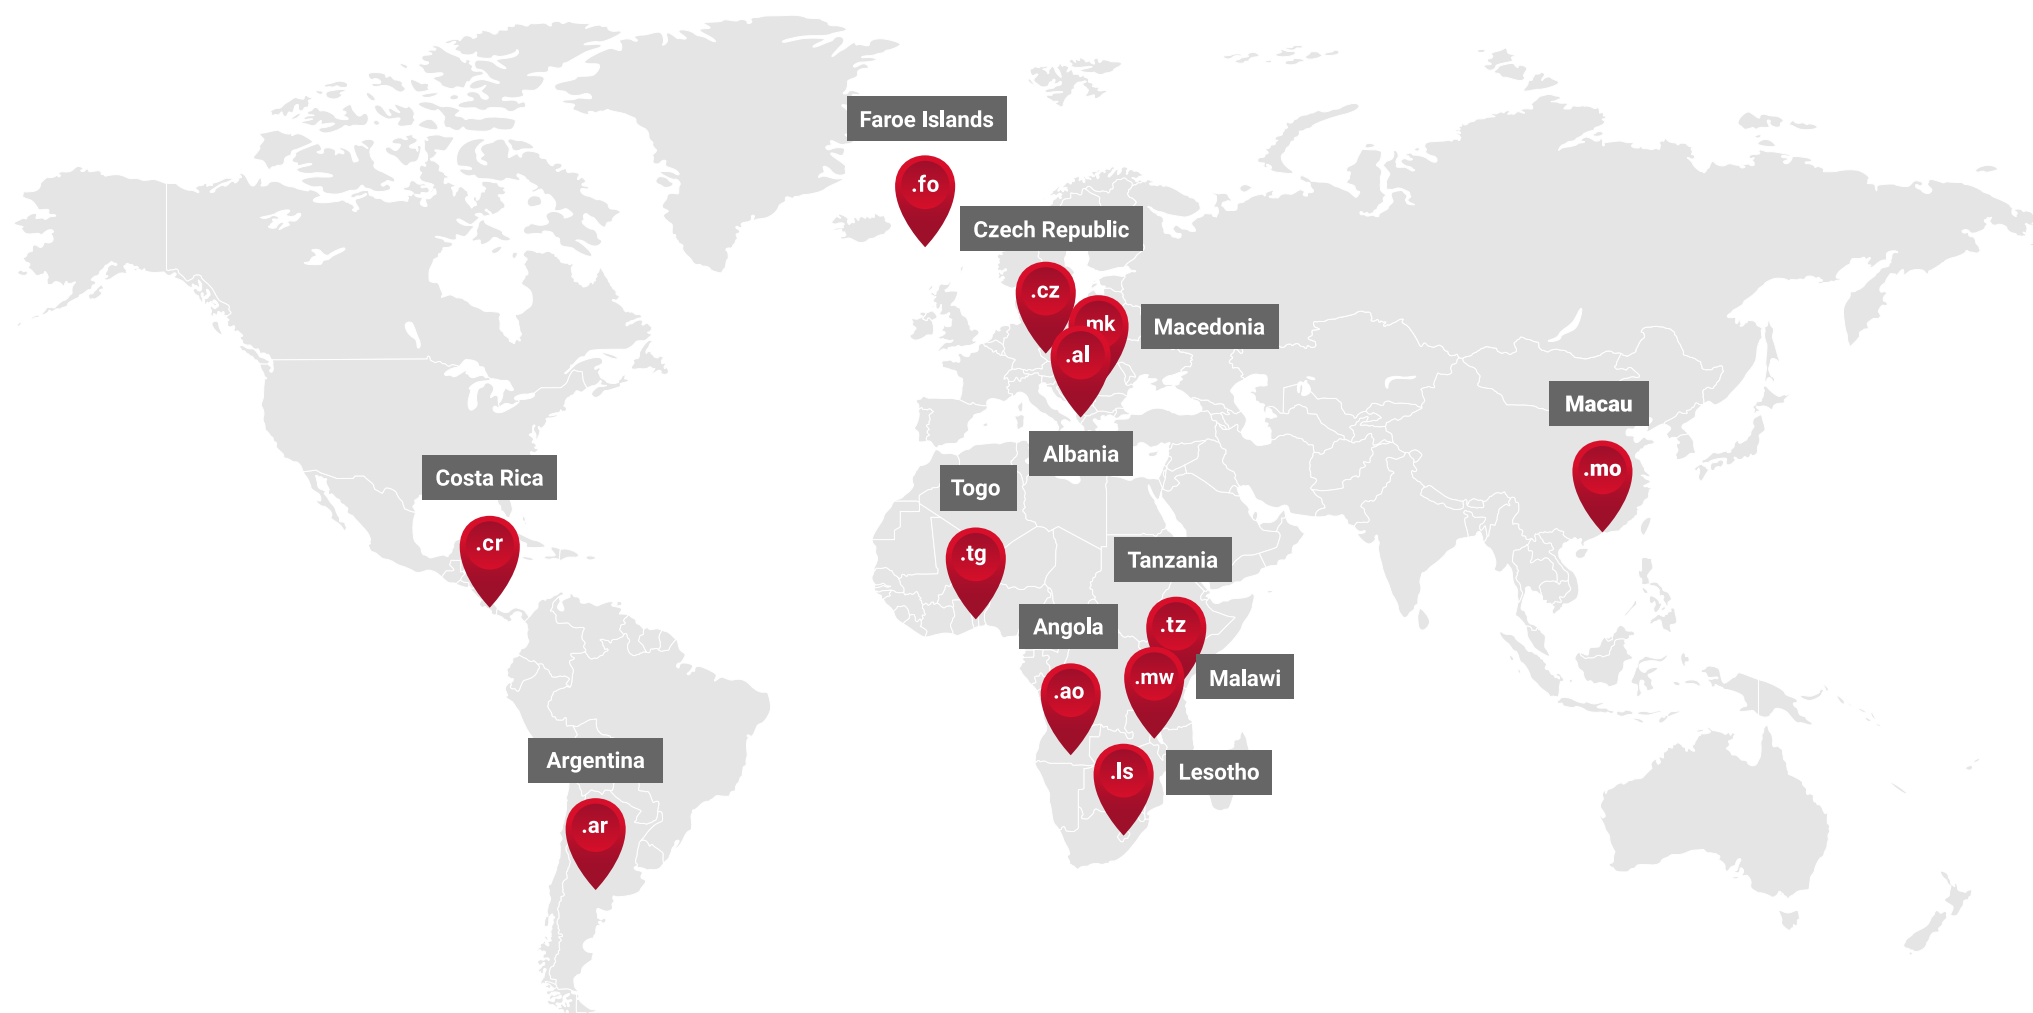 Faroe Islands
.fo
Czech Republic
.cz
mk
Macedonia
.al
Albania
Macau
.mo
Costa Rica
.cr
Togo
.tg
Tanzania
.tz
Angola
.ao
Malawi
.mw
Lesotho
.ls
Argentina
.ar